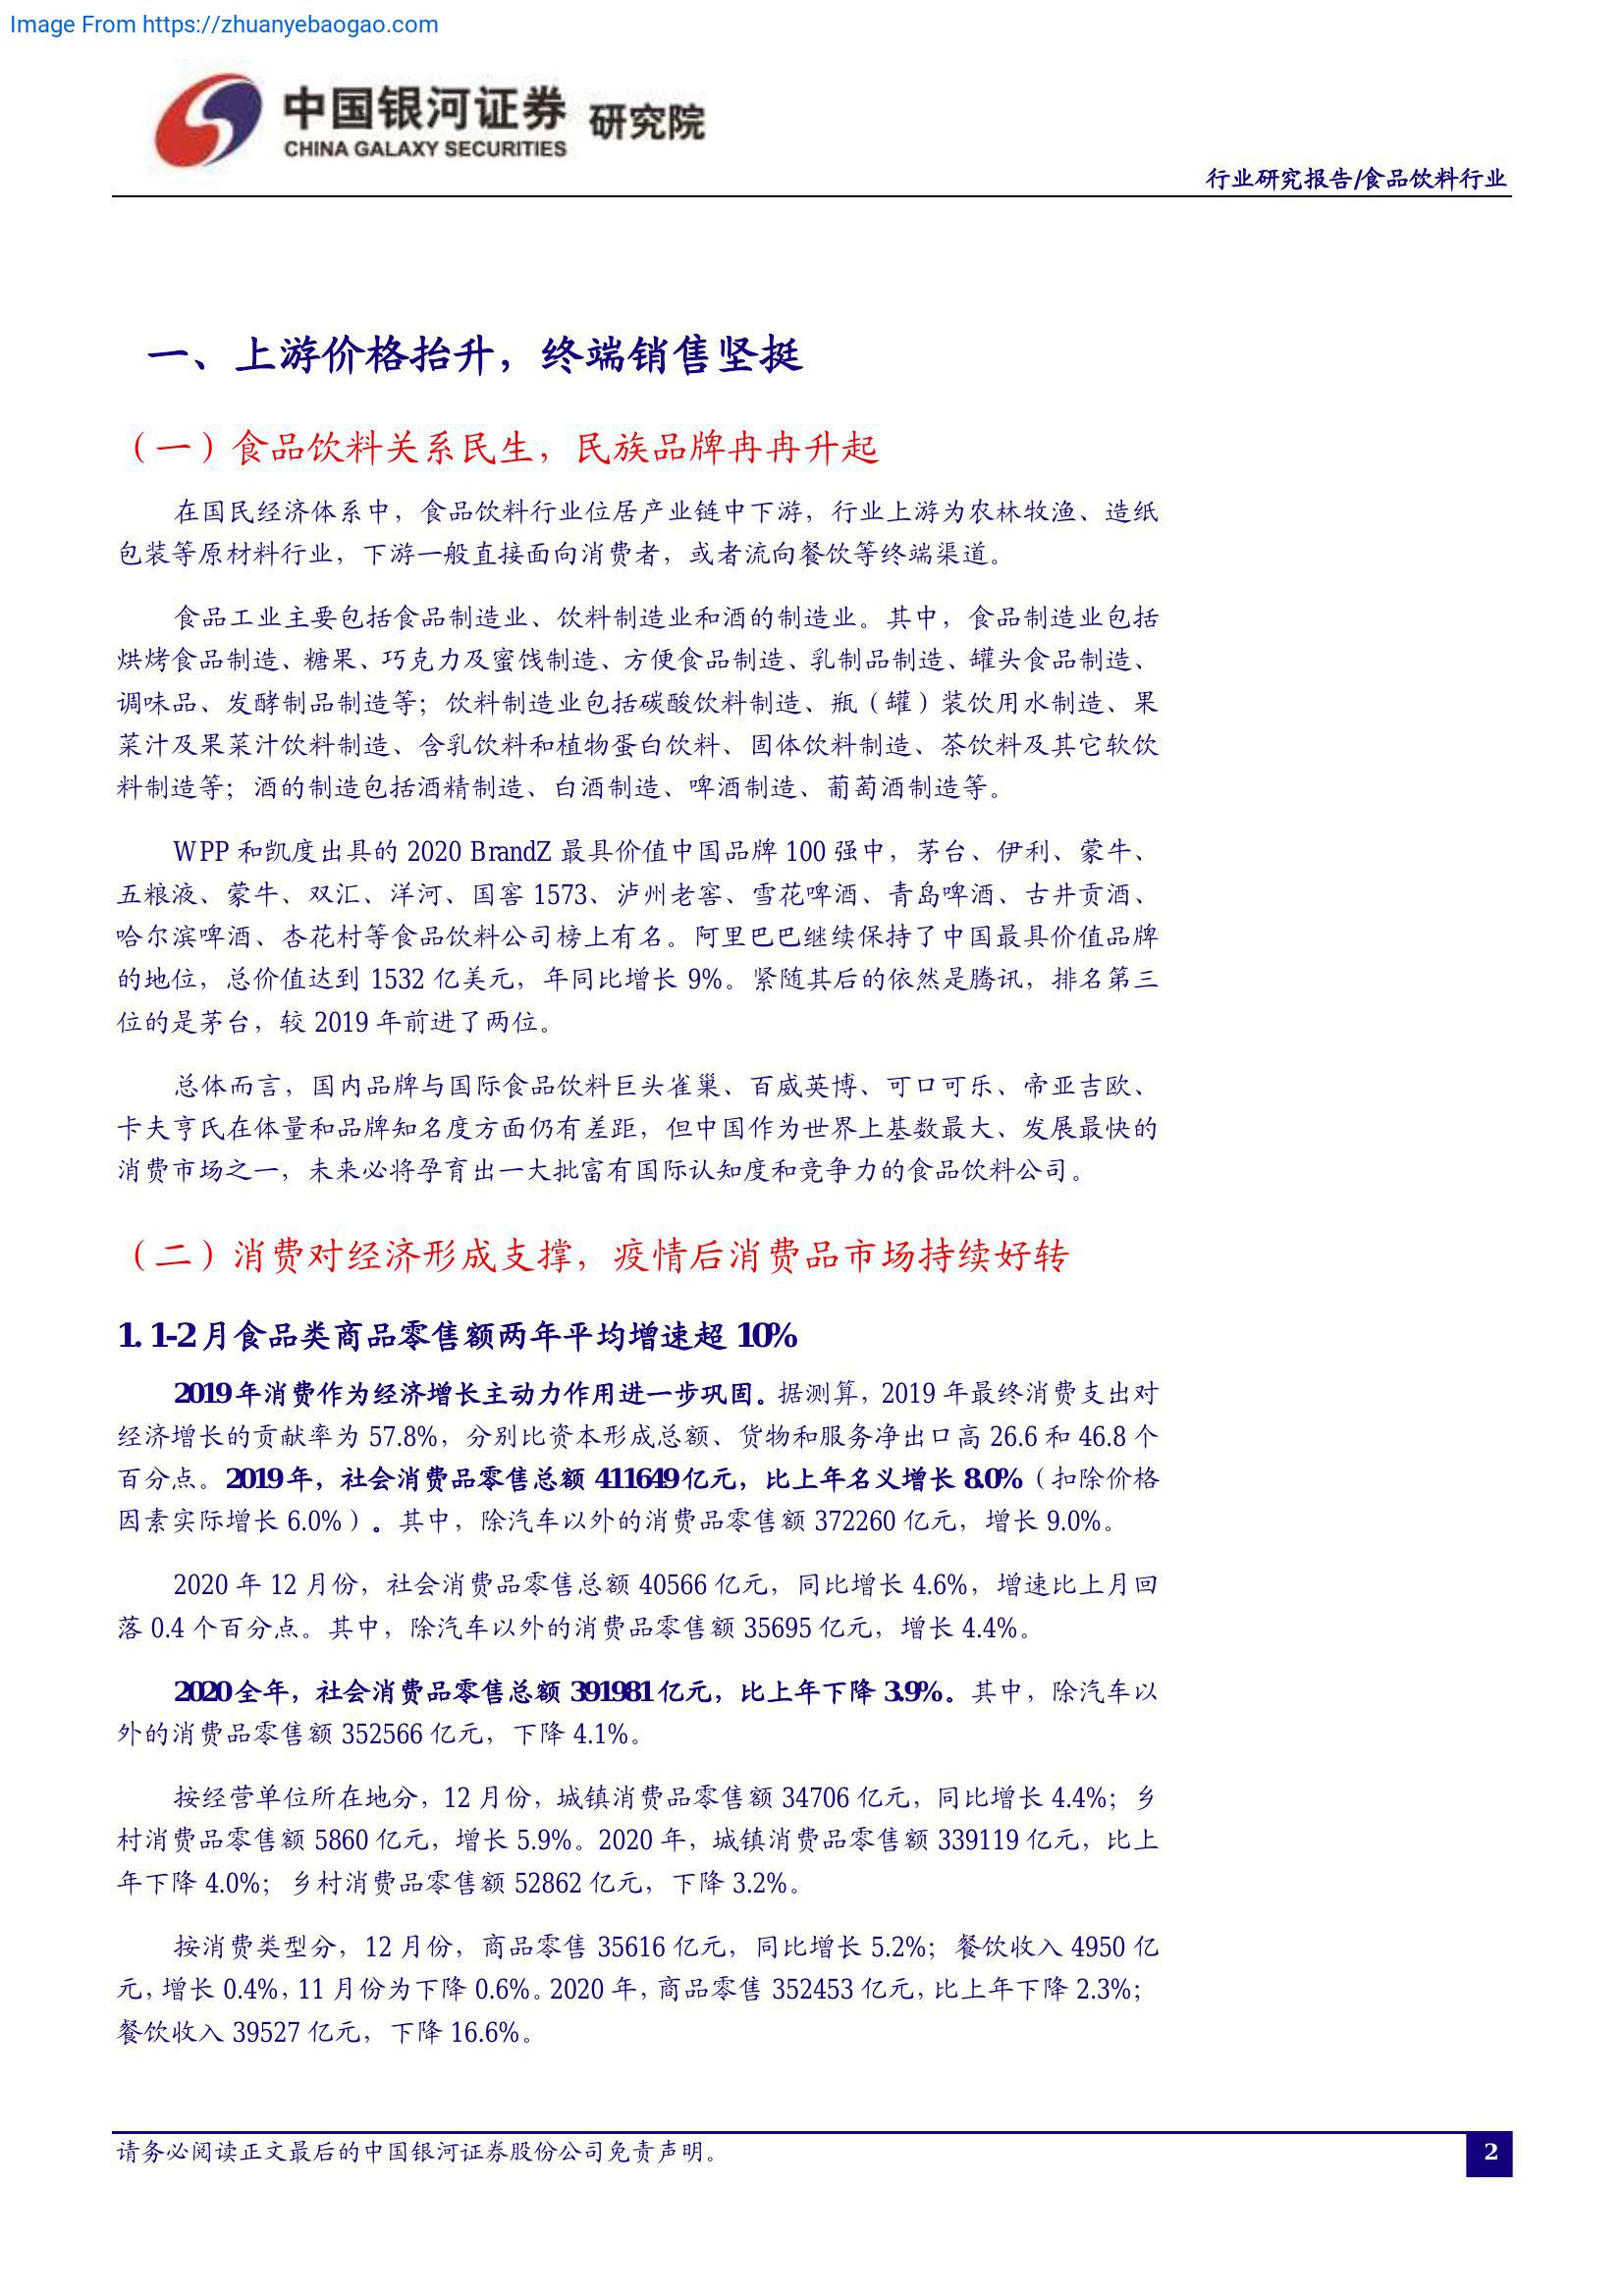 Image From https://zhuanyebaogao.com
中国银河证券 研究院
CHINA GALAXY SECURITIES
行业研究报告/食品饮料行业
一、上游价格抬升，终端销售坚挺
（一）食品饮料关系民生，民族品牌冉冉升起
在国民经济体系中，食品饮料行业位居产业链中下游，行业上游为农林牧渔、造纸
包装等原材料行业，下游一般直接面向消费者，或者流向餐饮等终端渠道。
食品工业主要包括食品制造业、饮料制造业和酒的制造业。其中，食品制造业包括
烘烤食品制造、糖果、巧克力及蜜饯制造、方便食品制造、乳制品制造、罐头食品制造、
调味品、发酵制品制造等；饮料制造业包括碳酸饮料制造、瓶（罐）装饮用水制造、果
菜汁及果菜汁饮料制造、含乳饮料和植物蛋白饮料、固体饮料制造、茶饮料及其它软饮
料制造等；酒的制造包括酒精制造、白酒制造、啤酒制造、葡萄酒制造等。
WPP 和凯度出具的 2020 BrandZ 最具价值中国品牌 100 强中，茅台、伊利、蒙牛、
五粮液、蒙牛、双汇、洋河、国窖 1573、泸州老窖、雪花啤酒、青岛啤酒、古井贡酒、
哈尔滨啤酒、杏花村等食品饮料公司榜上有名。阿里巴巴继续保持了中国最具价值品牌
的地位，总价值达到 1532 亿美元，年同比增长 9%。紧随其后的依然是腾讯，排名第三
位的是茅台，较 2019 年前进了两位。
总体而言，国内品牌与国际食品饮料巨头雀巢、百威英博、可口可乐、帝亚吉欧、
卡夫亨氏在体量和品牌知名度方面仍有差距，但中国作为世界上基数最大、发展最快的
消费市场之一，未来必将孕育出一大批富有国际认知度和竞争力的食品饮料公司。
（二）消费对经济形成支撑，疫情后消费品市场持续好转
1. 1-2 月食品类商品零售额两年平均增速超 10%
2019 年消费作为经济增长主动力作用进一步巩固。据测算，2019 年最终消费支出对
经济增长的贡献率为 57.8%，分别比资本形成总额、货物和服务净出口高 26.6 和 46.8 个
百分点。2019 年，社会消费品零售总额 411649 亿元，比上年名义增长 8.0%（扣除价格
因素实际增长 6.0%）。其中，除汽车以外的消费品零售额 372260 亿元，增长 9.0%。
2020 年 12 月份，社会消费品零售总额 40566 亿元，同比增长 4.6%，增速比上月回
落 0.4 个百分点。其中，除汽车以外的消费品零售额 35695 亿元，增长 4.4%。
2020 全年，社会消费品零售总额 391981 亿元，比上年下降 3.9%。其中，除汽车以
外的消费品零售额 352566 亿元，下降 4.1%。
按经营单位所在地分，12 月份，城镇消费品零售额 34706 亿元，同比增长 4.4%；乡
村消费品零售额 5860 亿元，增长 5.9%。2020 年，城镇消费品零售额 339119 亿元，比上
年下降 4.0%；乡村消费品零售额 52862 亿元，下降 3.2%。
按消费类型分，12 月份，商品零售 35616 亿元，同比增长 5.2%；餐饮收入 4950 亿
元，增长 0.4%，11 月份为下降 0.6%。2020 年，商品零售 352453 亿元，比上年下降 2.3%；
餐饮收入 39527 亿元，下降 16.6%。
请务必阅读正文最后的中国银河证券股份公司免责声明。
2